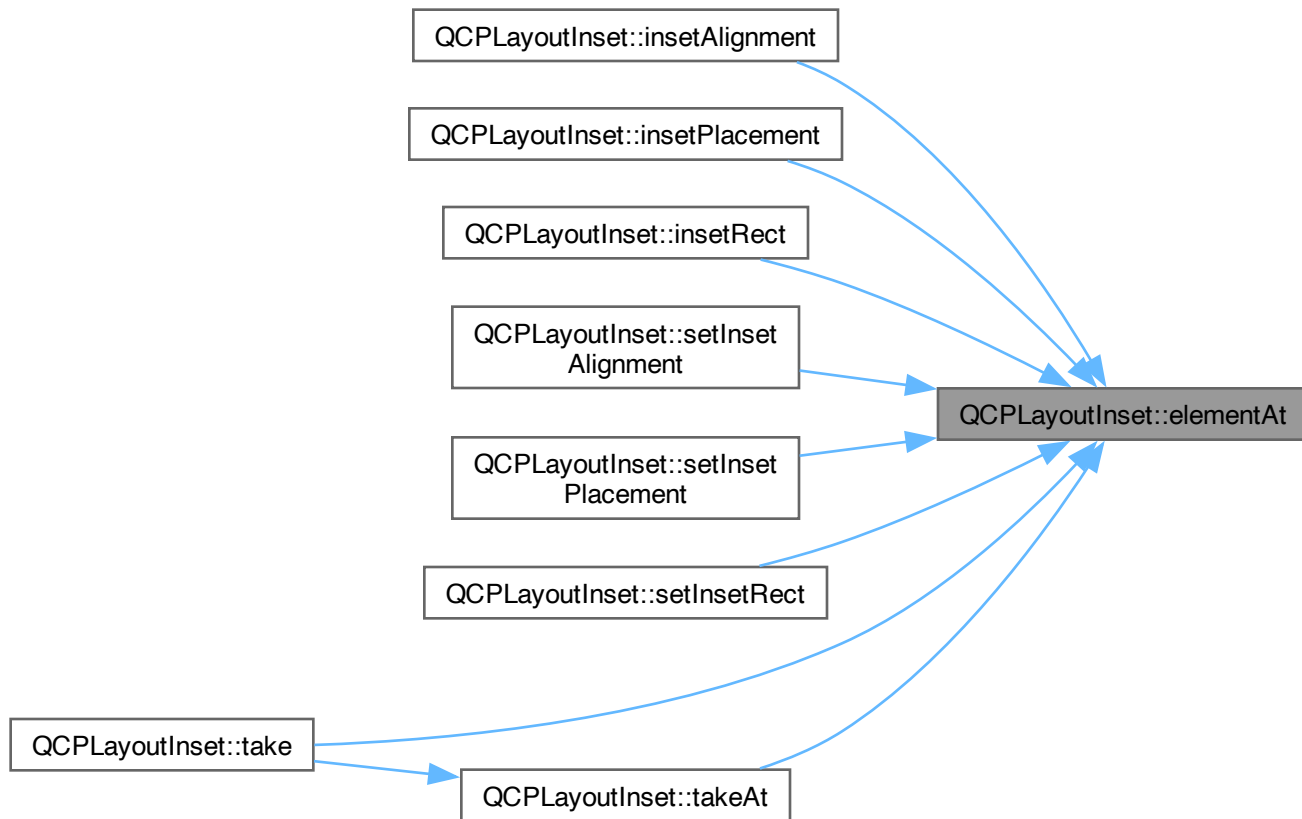 QCPLayoutInset::insetAlignment
QCPLayoutInset::insetPlacement
QCPLayoutInset::insetRect
QCPLayoutInset::setInset
Alignment
QCPLayoutInset::elementAt
QCPLayoutInset::setInset
Placement
QCPLayoutInset::setInsetRect
QCPLayoutInset::take
QCPLayoutInset::takeAt